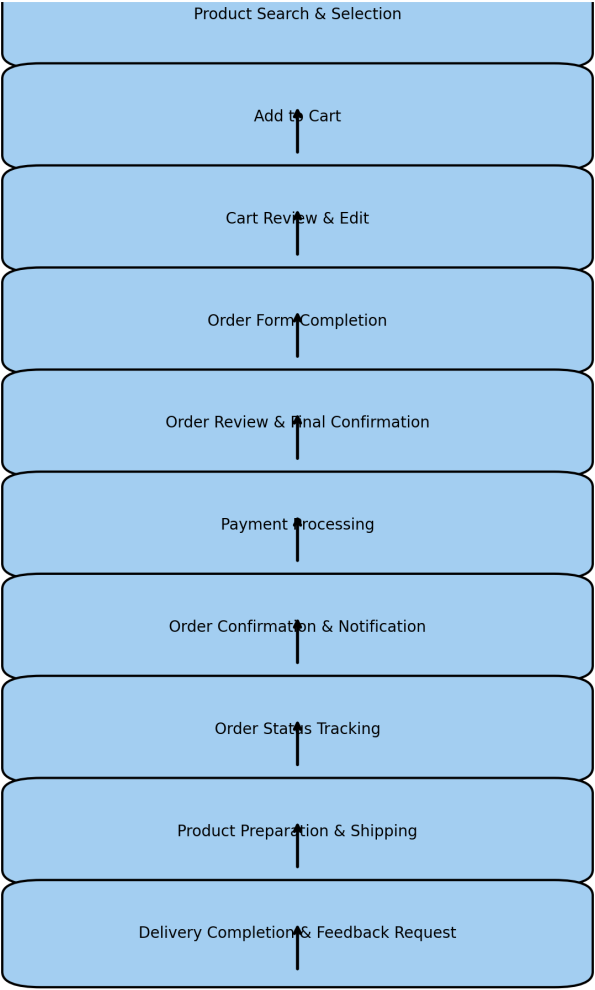 Product Search & Selection
Add to Cart
Cart Review & Edit
Order Form Completion
Order Review & Final Confirmation
Payment Processing
Order Confirmation & Notification
Order Status Tracking
Product Preparation & Shipping
Delivery Completion & Feedback Request